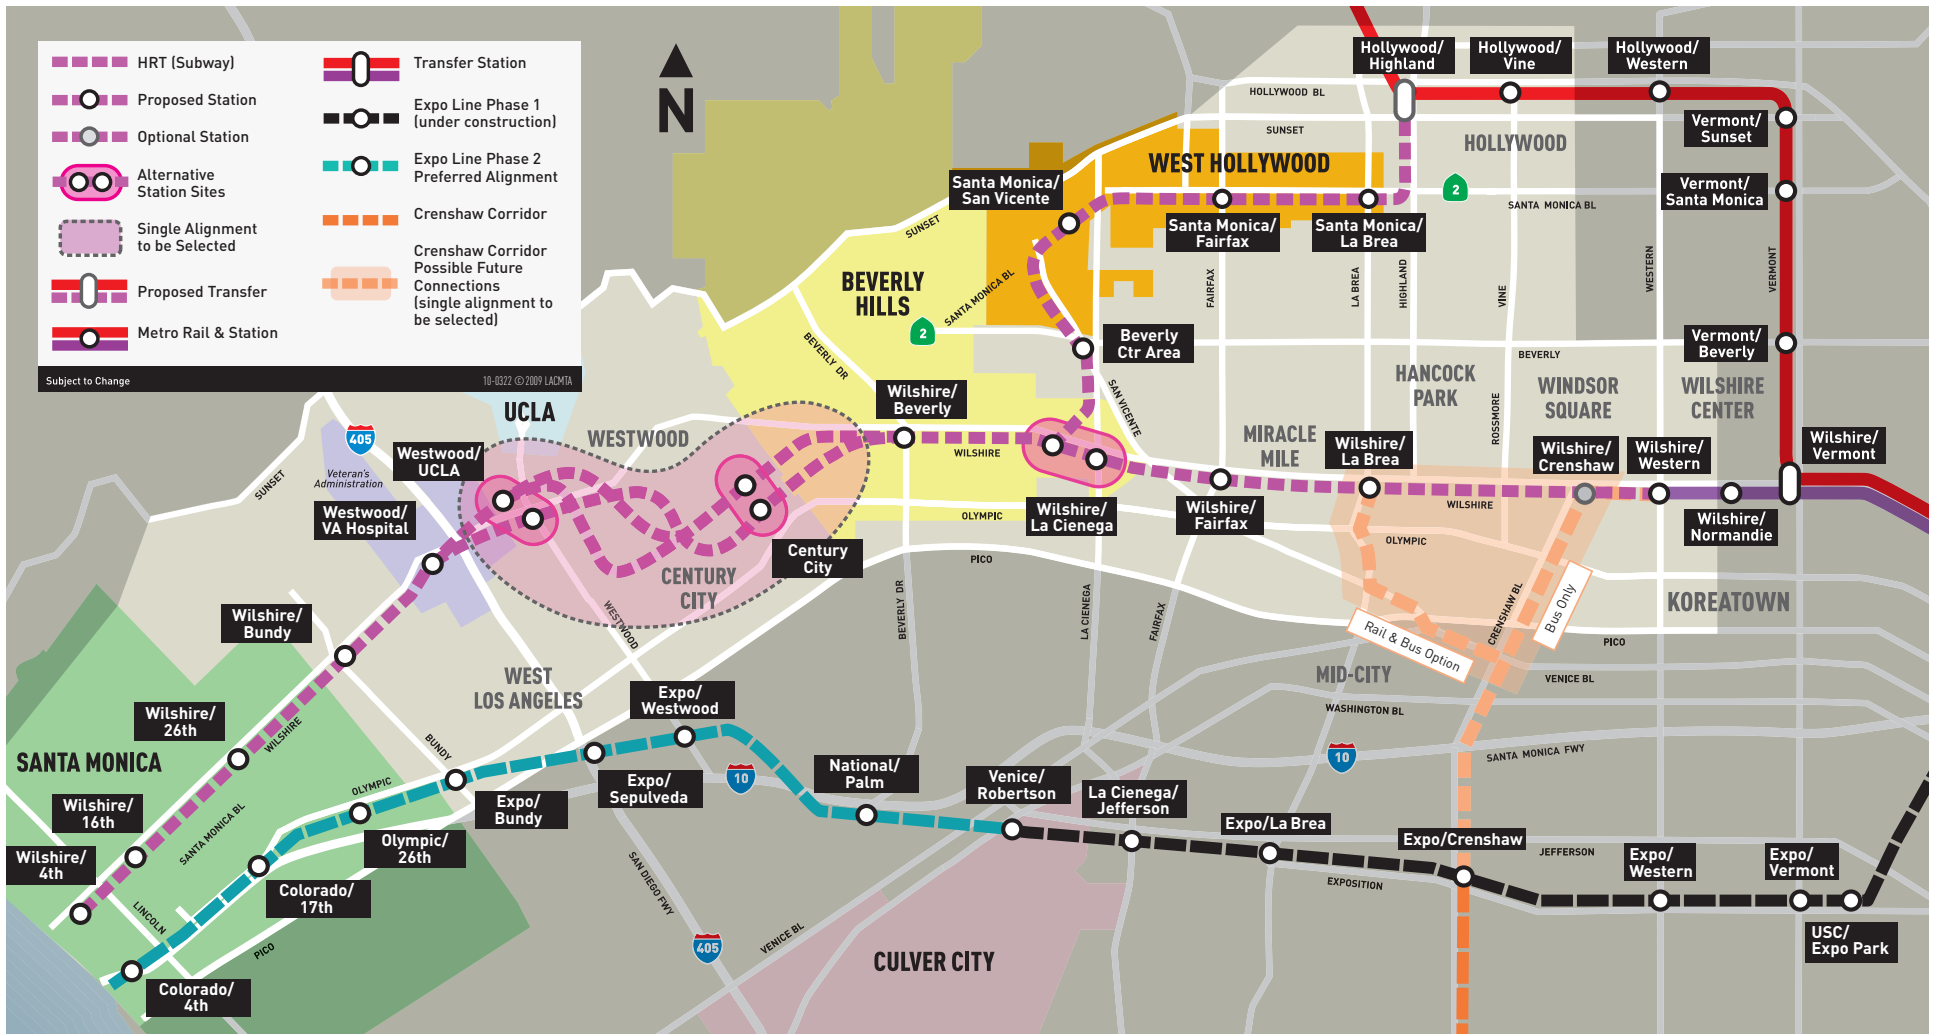 HRT (Subway)
Proposed Station
Optional Station
Alternative
Station Sites
Single Alignment
to be Selected
Proposed Transfer
Metro Rail & Station
Transfer Station
Expo Line Phase 1
(under construction)
Expo Line Phase 2
Preferred Alignment
Crenshaw Corridor
Crenshaw Corridor
Possible Future
Connections
(single alignment to
be selected)
Subject to Change
10-0322 © 2009 LACMTA
N
Hollywood/
Highland
Hollywood/
Vine
Hollywood/
Western
HOLLYWOOD BL
SUNSET
Vermont/
Sunset
HOLLYWOOD
WEST HOLLYWOOD
Santa Monica/
San Vicente
2
Vermont/
Santa Monica
SANTA MONICA BL
SUNSET
Santa Monica/
Fairfax
Santa Monica/
La Brea
BEVERLY
HILLS
SANTA MONICA BL
2
FAIRFAX
LA BREA
HIGHLAND
VINE
WESTERN
VERMONT
BEVERLY DR
Beverly
Ctr Area
BEVERLY
Vermont/
Beverly
HANCOCK
PARK
WINDSOR
SQUARE
WILSHIRE
CENTER
SAN VICENTE
ROSSMORE
UCLA
Wilshire/
Beverly
405
WESTWOOD
Westwood/
UCLA
WILSHIRE
MIRACLE
MILE
Wilshire/
La Brea
Wilshire/
Crenshaw
Wilshire/
Western
Wilshire/
Vermont
SUNSET
Veteran's
Administration
Westwood/
VA Hospital
OLYMPIC
Wilshire/
La Cienega
Wilshire/
Fairfax
WILSHIRE
Wilshire/
Normandie
Century
City
PICO
OLYMPIC
CENTURY
CITY
WESTWOOD
BEVERLY DR
LA CIENEGA
FAIRFAX
CRENSHAW BL
Bus Only
Rail & Bus Option
KOREATOWN
PICO
Wilshire/
Bundy
WEST
LOS ANGELES
MID-CITY
VENICE BL
WASHINGTON BL
Expo/
Westwood
Wilshire/
26th
WILSHIRE
BUNDY
SANTA MONICA
10
SANTA MONICA FWY
10
National/
Palm
Venice/
Robertson
La Cienega/
Jefferson
Expo/
Sepulveda
Expo/
Bundy
OLYMPIC
Wilshire/
16th
SANTA MONICA BL
Olympic/
26th
Wilshire/
4th
Expo/La Brea
Expo/Crenshaw
JEFFERSON
Expo/
Western
Expo/
Vermont
EXPOSITION
Colorado/
17th
LINCOLN
SAN DIEGO FWY
PICO
405
VENICE BL
CULVER CITY
USC/
Expo Park
Colorado/
4th